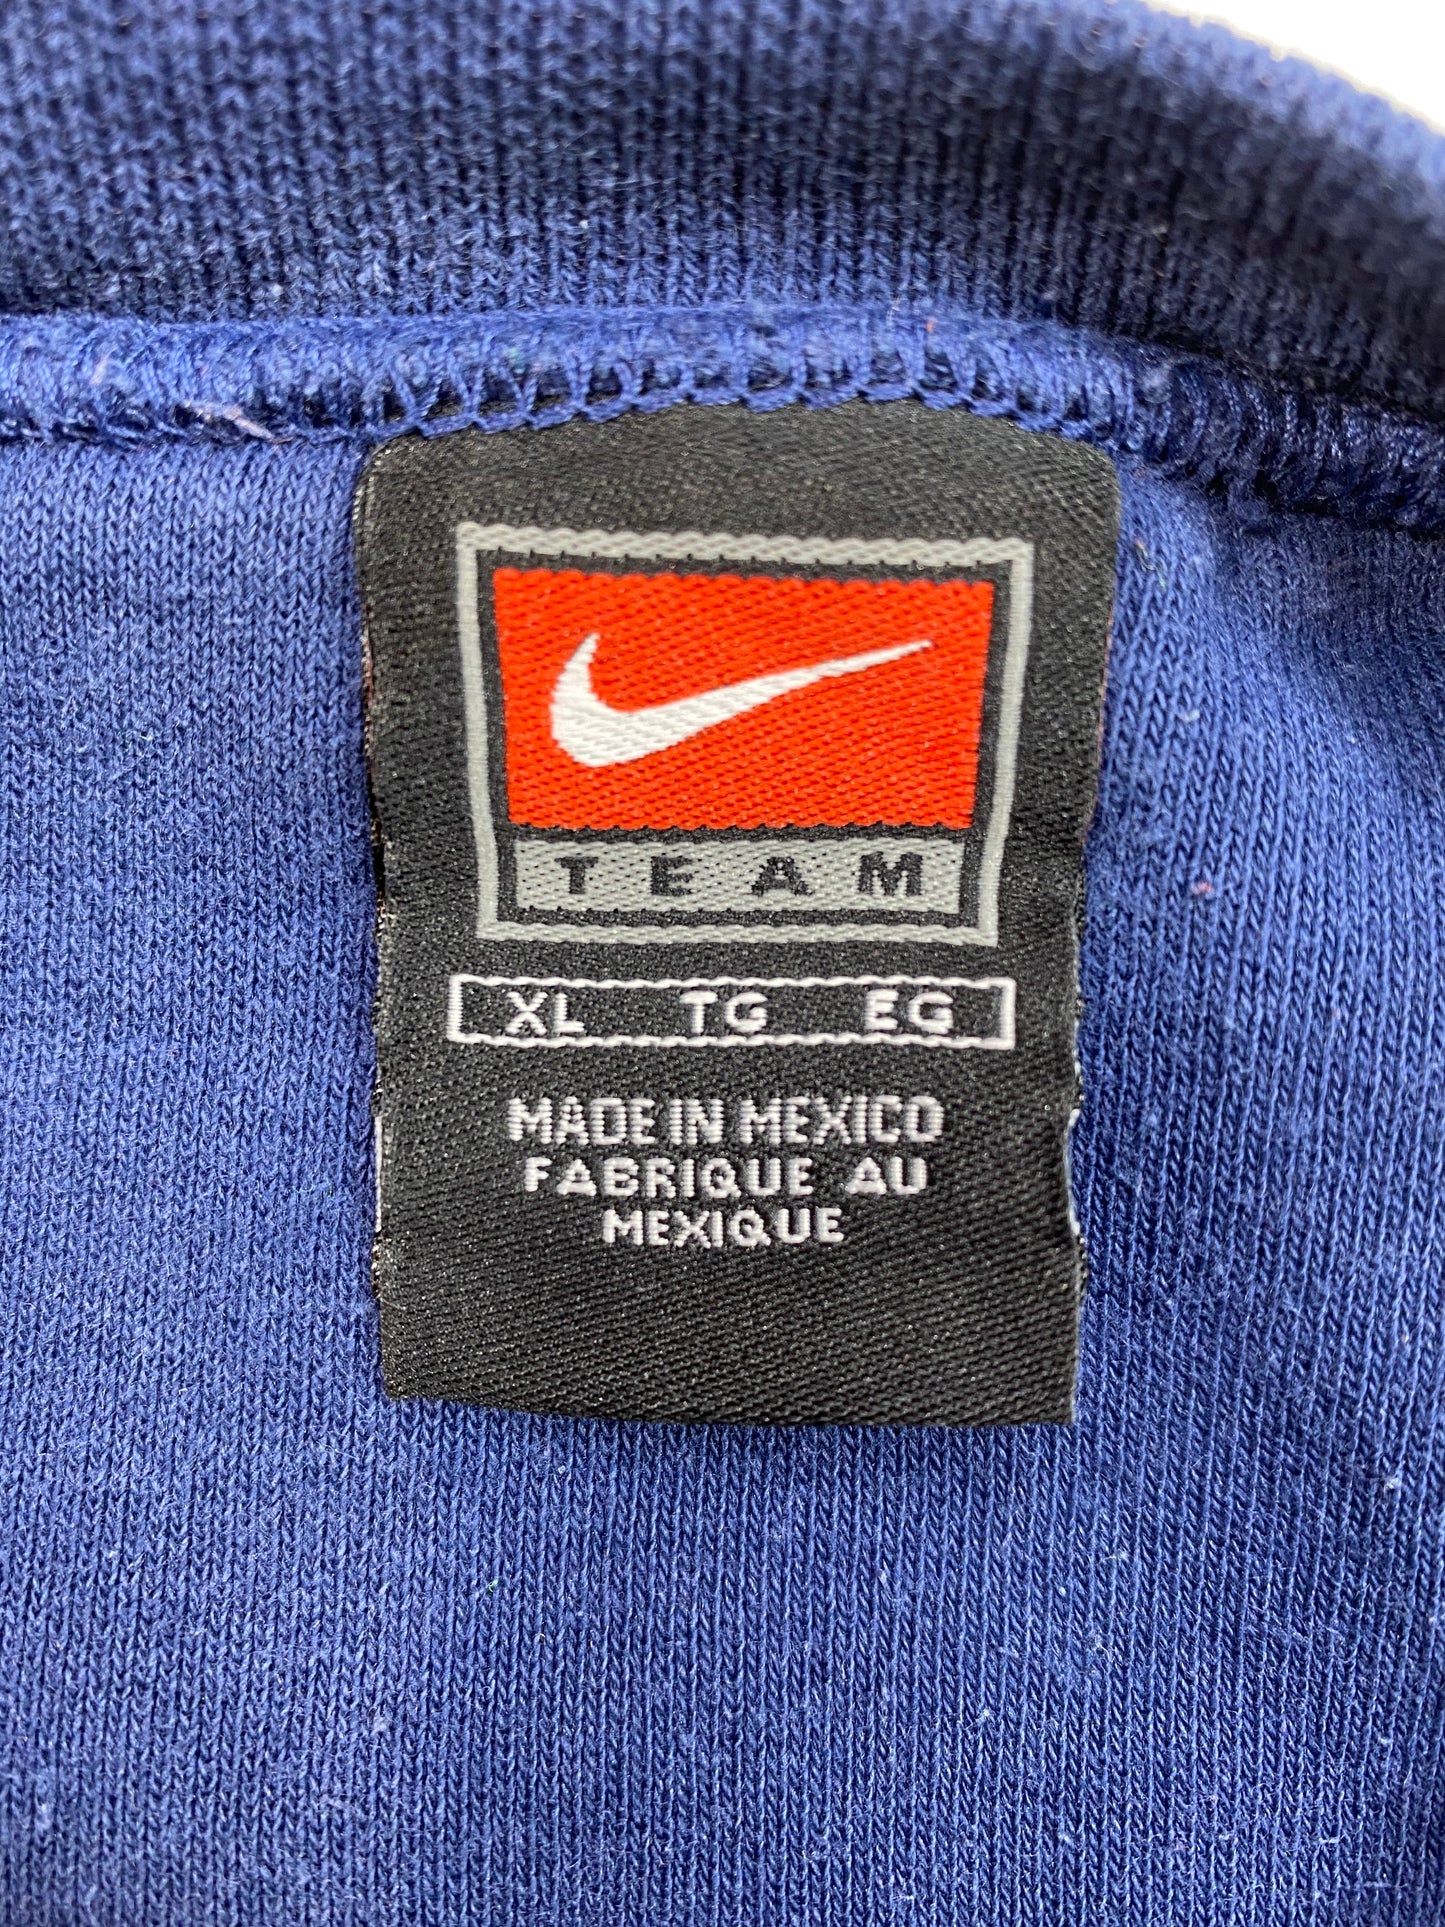 TEAM
XL TG EG
MADE IN MEXICO
FABRIQUE AU
MEXIQUE